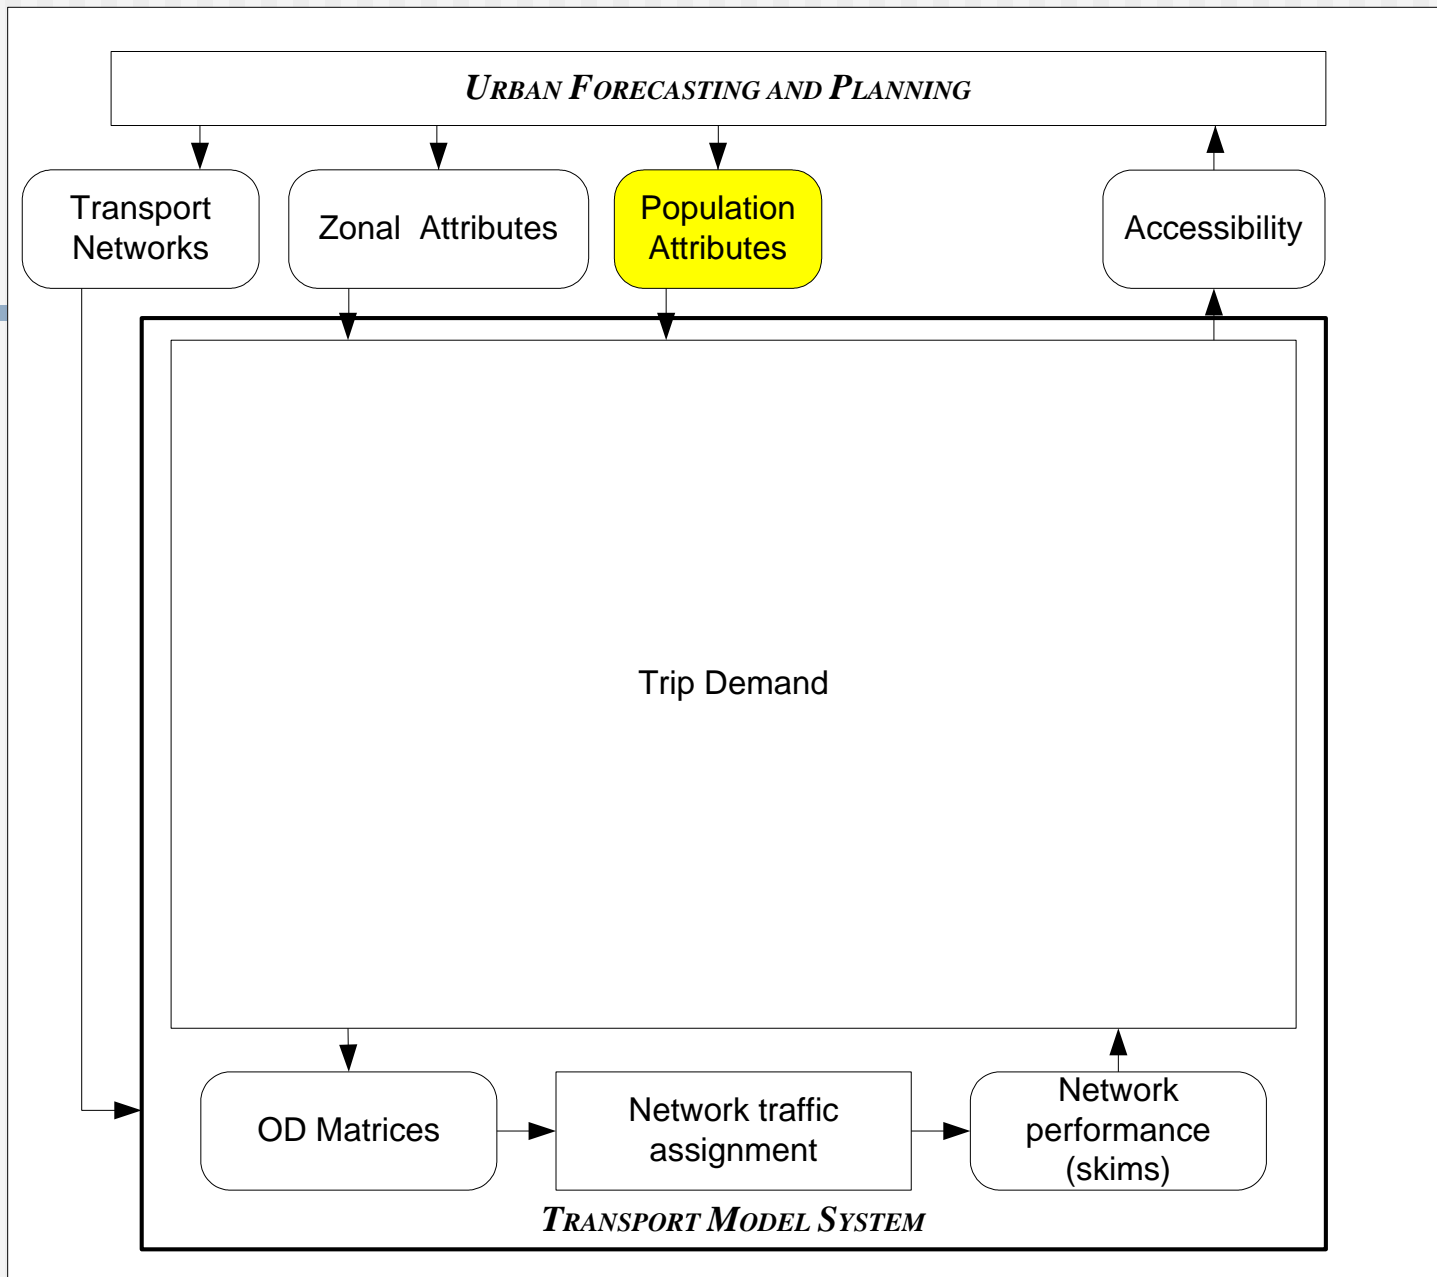 URBAN FORECASTING AND PLANNING
Transport
Networks
Zonal Attributes
Population
Attributes
Accessibility
Trip Demand
OD Matrices
Network traffic
assignment
Network
performance
(skims)
TRANSPORT MODEL SYSTEM